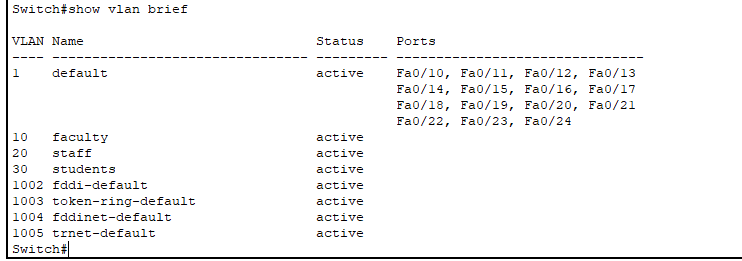 Switch#show vlan brief
VLAN Name                             Status    Ports
---- -------------------------------- --------- -------------------------------
1    default                          active    Fa0/10, Fa0/11, Fa0/12, Fa0/13
                                                Fa0/14, Fa0/15, Fa0/16, Fa0/17
                                                Fa0/18, Fa0/19, Fa0/20, Fa0/21
                                                Fa0/22, Fa0/23, Fa0/24
10   faculty                          active
20   staff                            active
30   students                         active
1002 fddi-default                     active
1003 token-ring-default               active
1004 fddinet-default                  active
1005 trnet-default                    active
Switch#